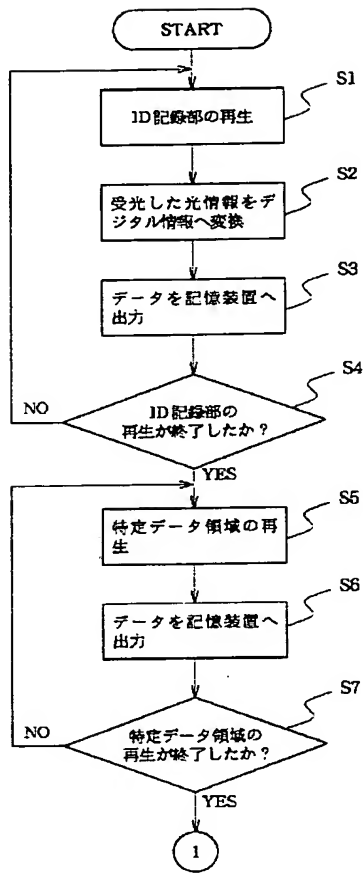 START
S1
ID記録部の再生
S2
受光した光情報をデ
ジタル情報へ変換
S3
データを記憶装置へ
出力
S4
NO
ID記録部の
再生が終了したか?
YES
S5
特定データ領域の再
生
S6
データを記憶装置へ
出力
S7
NO
特定データ領域の
再生が終了したか?
YES
1